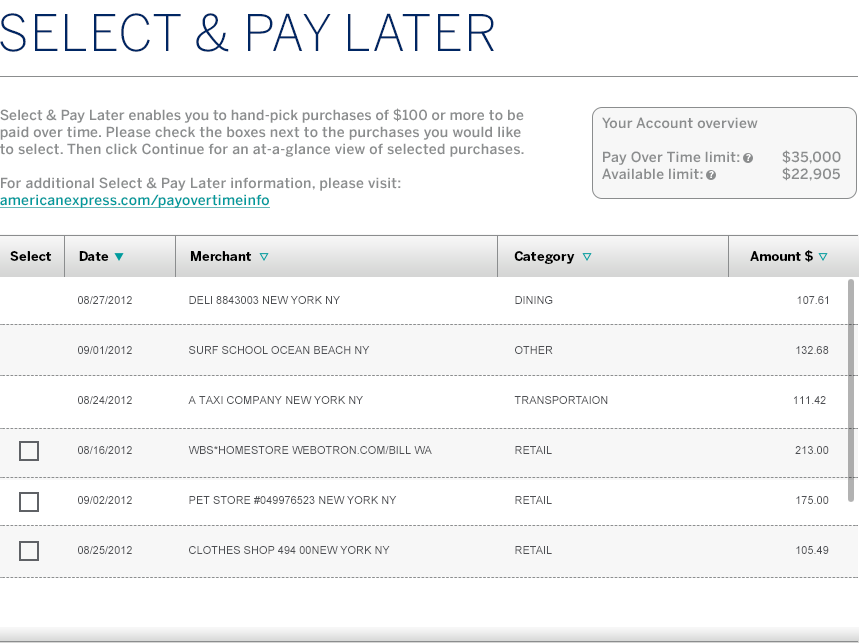 SELECT & PAY LATER
Select & Pay Later enables you to hand-pick purchases of $100 or more to be
paid over time. Please check the boxes next to the purchases you would like
to select. Then click Continue for an at-a-glance view of selected purchases.
For additional Select & Pay Later information, please visit:
americanexpress.com/payovertimeinfo
Your Account overview
Pay Over Time limit: ? $35,000
Available limit: ? $22,905
Select Date ▼ Merchant ▽ Category ▽ Amount $ ▽
08/27/2012 DELI 8843003 NEW YORK NY DINING 107.61
09/01/2012 SURF SCHOOL OCEAN BEACH NY OTHER 132.68
08/24/2012 A TAXI COMPANY NEW YORK NY TRANSPORTAION 111.42
08/16/2012 WBS*HOMESTORE WEBOTRON.COM/BILL WA RETAIL 213.00
09/02/2012 PET STORE #049976523 NEW YORK NY RETAIL 175.00
08/25/2012 CLOTHES SHOP 494 00NEW YORK NY RETAIL 105.49